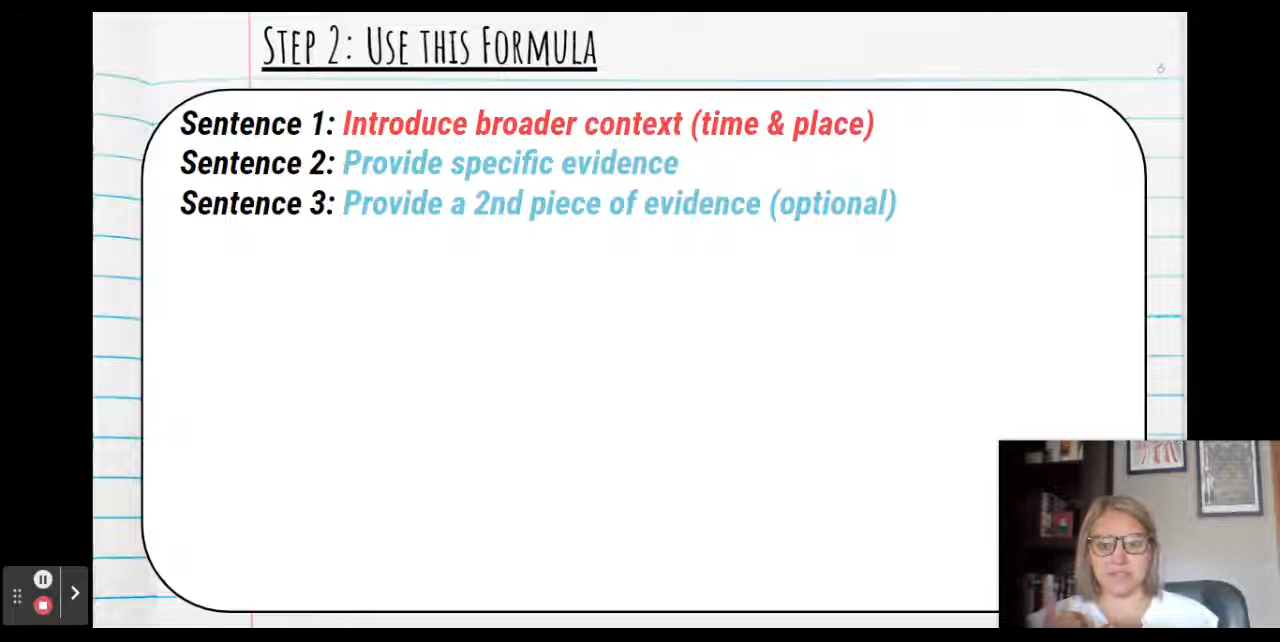 Step 2: Use this Formula
6
Sentence 1: Introduce broader context (time & place)
Sentence 2: Provide specific evidence
Sentence 3: Provide a 2nd piece of evidence (optional)